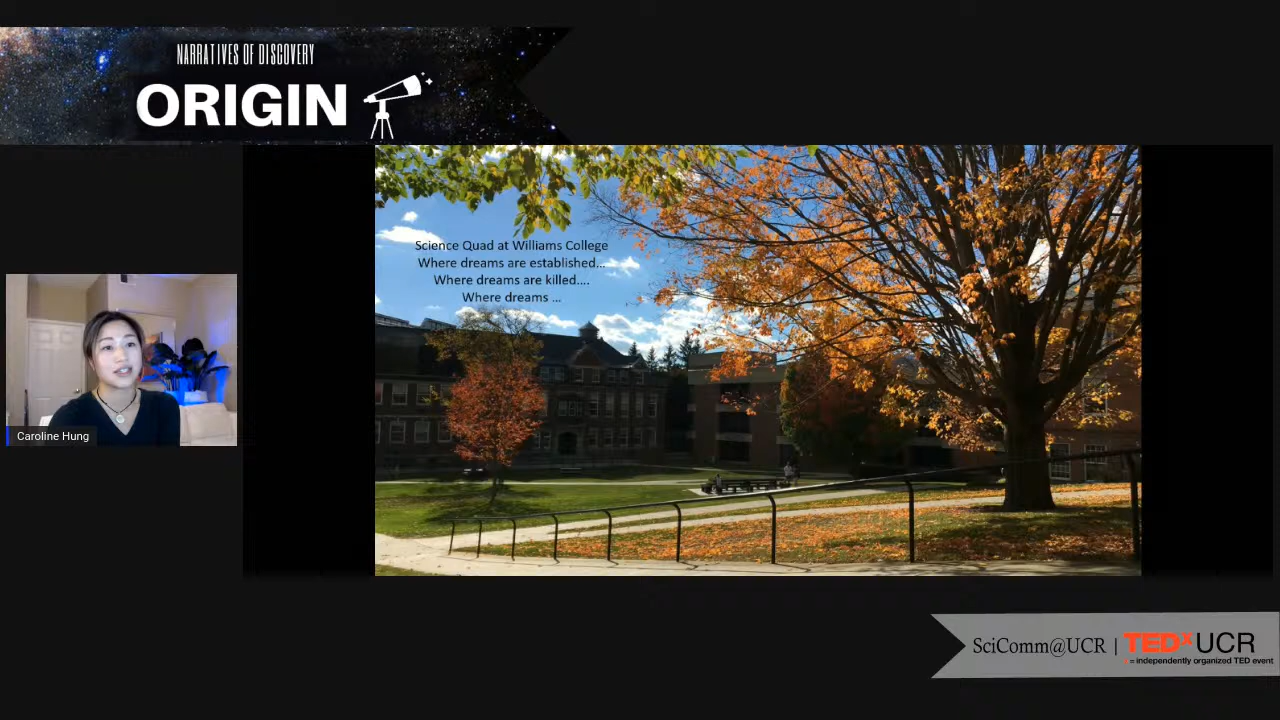 NARRATIVES OF DISCOVERY
ORIGIN
Science Quad at Williams College
Where dreams are established...
Where dreams are killed....
Where dreams ...
Caroline Hung
SciComm@UCR | TEDxUCR
x = independently organized TED event